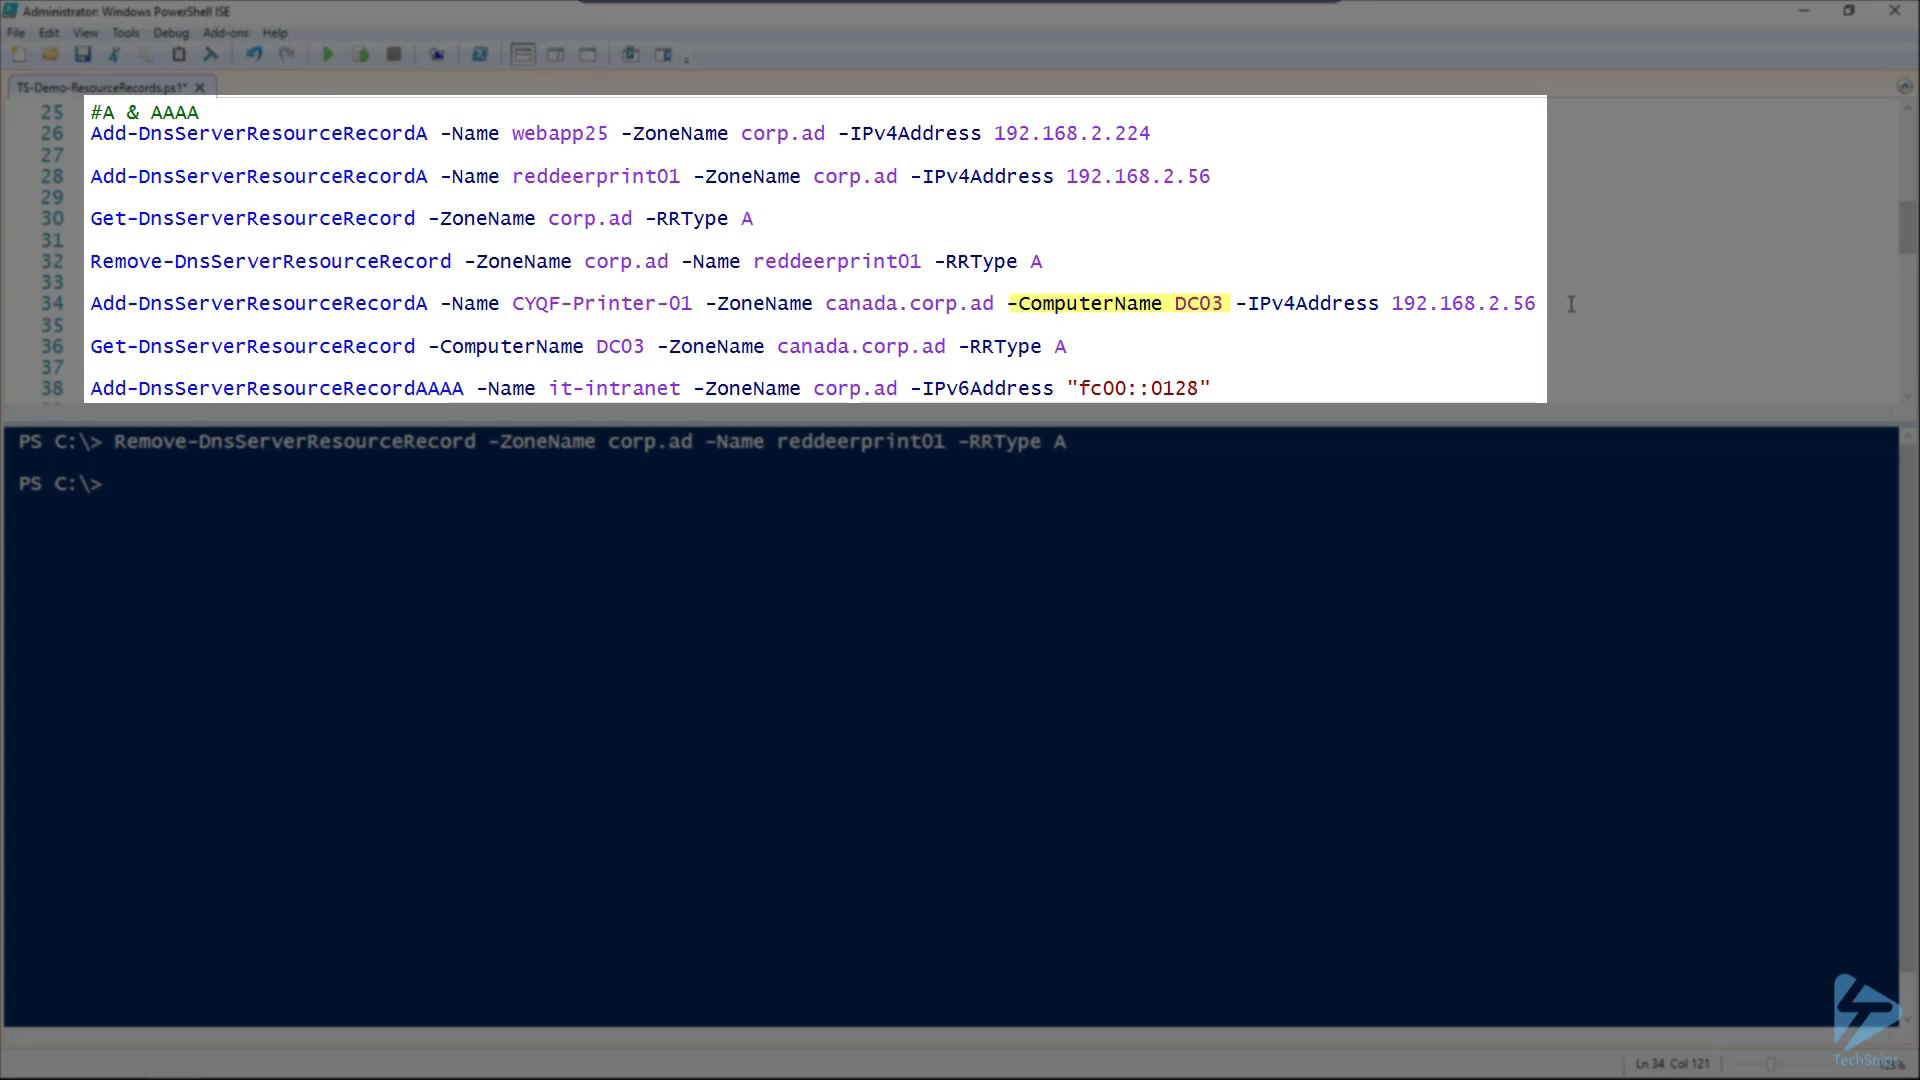 Administrator: Windows PowerShell ISE
File Edit View Tools Debug Add-ons Help
TS-Demo-ResourceRecords.ps1*
25 #A & AAAA
26 Add-DnsServerResourceRecordA -Name webapp25 -ZoneName corp.ad -IPv4Address 192.168.2.224
27
28 Add-DnsServerResourceRecordA -Name reddeerprint01 -ZoneName corp.ad -IPv4Address 192.168.2.56
29
30 Get-DnsServerResourceRecord -ZoneName corp.ad -RRType A
31
32 Remove-DnsServerResourceRecord -ZoneName corp.ad -Name reddeerprint01 -RRType A
33
34 Add-DnsServerResourceRecordA -Name CYQF-Printer-01 -ZoneName canada.corp.ad -ComputerName DC03 -IPv4Address 192.168.2.56
35
36 Get-DnsServerResourceRecord -ComputerName DC03 -ZoneName canada.corp.ad -RRType A
37
38 Add-DnsServerResourceRecordAAAA -Name it-intranet -ZoneName corp.ad -IPv6Address "fc00::0128"
PS C:\> Remove-DnsServerResourceRecord -ZoneName corp.ad -Name reddeerprint01 -RRType A
PS C:\>
TechSnips
Ln 34 Col 121